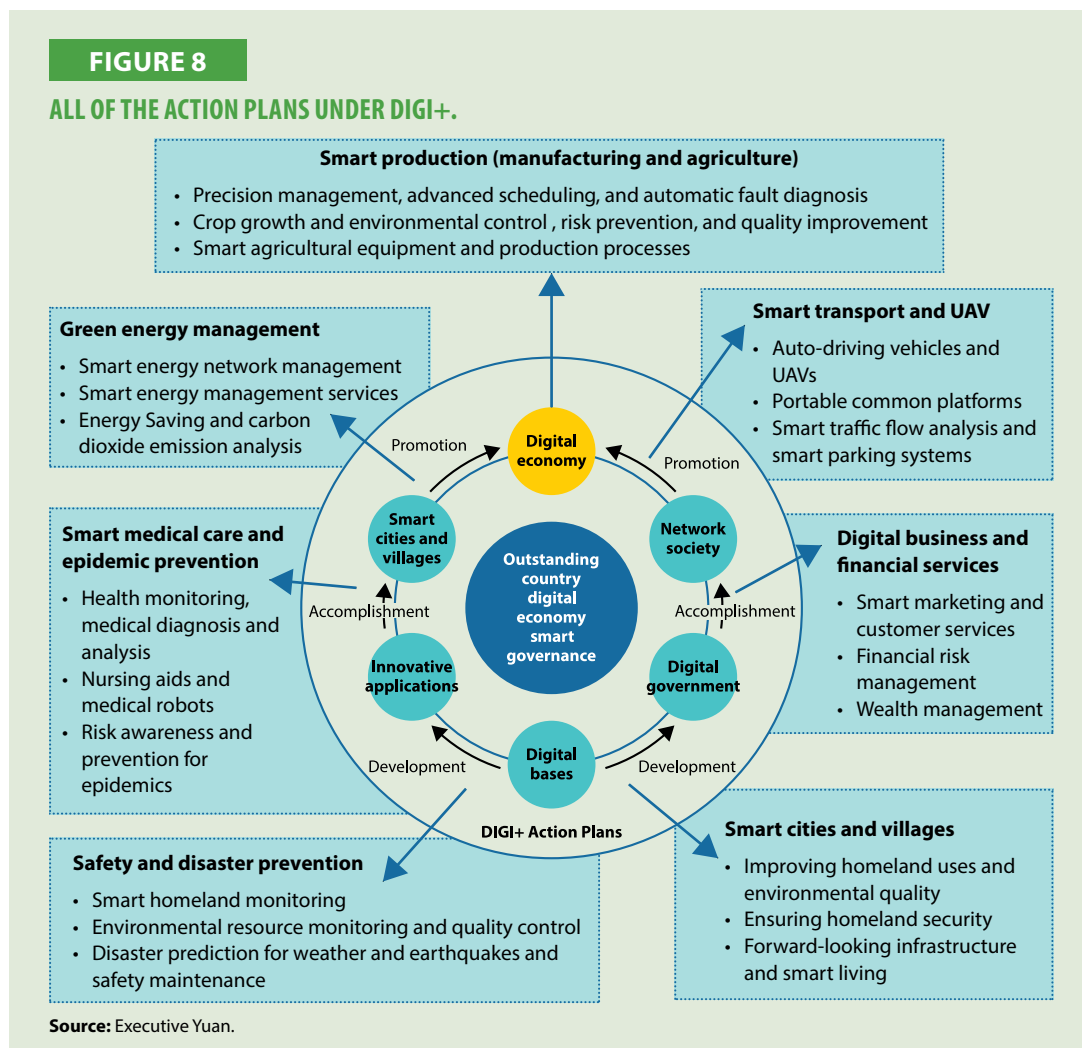 FIGURE 8
ALL OF THE ACTION PLANS UNDER DIGI+.
Smart production (manufacturing and agriculture)
• Precision management, advanced scheduling, and automatic fault diagnosis
• Crop growth and environmental control , risk prevention, and quality improvement
• Smart agricultural equipment and production processes
Green energy management
• Smart energy network management
• Smart energy management services
• Energy Saving and carbon
dioxide emission analysis
Smart transport and UAV
• Auto-driving vehicles and
UAVs
• Portable common platforms
• Smart traffic flow analysis and
smart parking systems
Smart medical care and
epidemic prevention
• Health monitoring,
medical diagnosis and
analysis
• Nursing aids and
medical robots
• Risk awareness and
prevention for
epidemics
Digital business and
financial services
• Smart marketing and
customer services
• Financial risk
management
• Wealth management
Promotion
Digital
economy
Promotion
Smart
cities and
villages
Network
society
Outstanding
country
digital
economy
smart
governance
Accomplishment
Accomplishment
Innovative
applications
Digital
government
Development
Digital
bases
Development
DIGI+ Action Plans
Safety and disaster prevention
• Smart homeland monitoring
• Environmental resource monitoring and quality control
• Disaster prediction for weather and earthquakes and
safety maintenance
Smart cities and villages
• Improving homeland uses and
environmental quality
• Ensuring homeland security
• Forward-looking infrastructure
and smart living
Source: Executive Yuan.